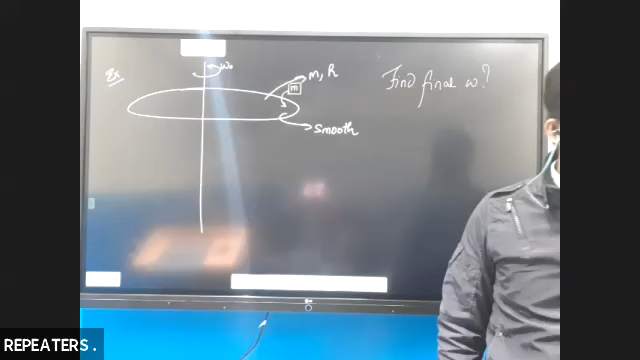 Ex
ω₀
m, R
Find final ω?
m
Smooth
REPEATERS .